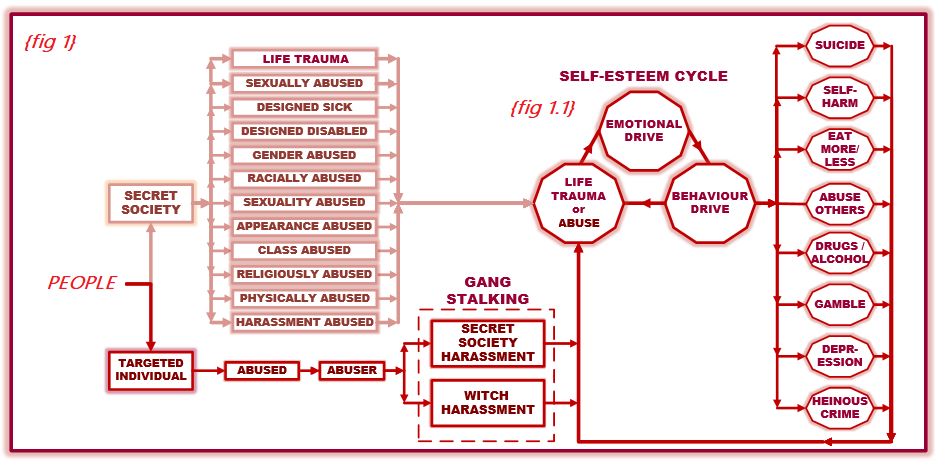 {fig 1}
LIFE TRAUMA
SEXUALLY ABUSED
DESIGNED SICK
DESIGNED DISABLED
GENDER ABUSED
RACIALLY ABUSED
SEXUALITY ABUSED
APPEARANCE ABUSED
CLASS ABUSED
RELIGIOUSLY ABUSED
PHYSICALLY ABUSED
HARASSMENT ABUSED
SECRET
SOCIETY
PEOPLE
TARGETED
INDIVIDUAL
ABUSED
ABUSER
GANG
STALKING
SECRET
SOCIETY
HARASSMENT
WITCH
HARASSMENT
SELF-ESTEEM CYCLE
{fig 1.1}
EMOTIONAL
DRIVE
LIFE
TRAUMA
or
ABUSE
BEHAVIOUR
DRIVE
SUICIDE
SELF-
HARM
EAT
MORE/
LESS
ABUSE
OTHERS
DRUGS /
ALCOHOL
GAMBLE
DEPR-
ESSION
HEINOUS
CRIME